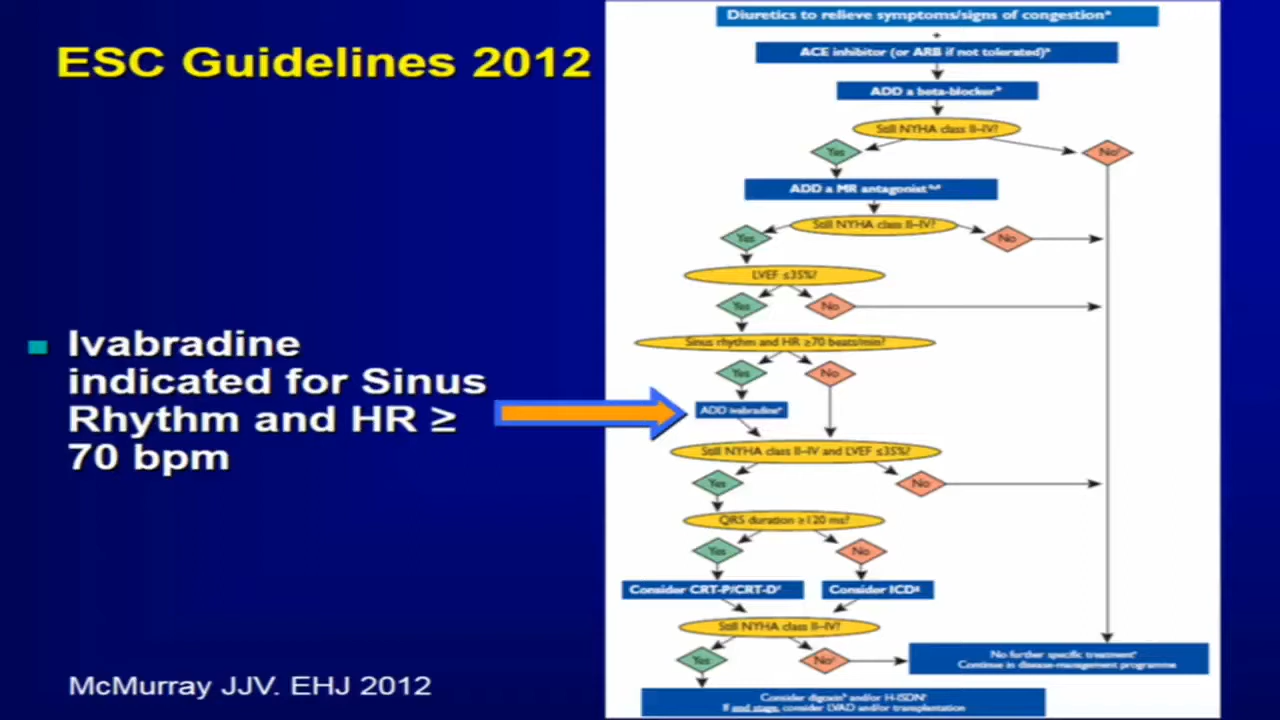 ESC Guidelines 2012
Ivabradine
indicated for Sinus
Rhythm and HR ≥
70 bpm
McMurray JJV. EHJ 2012
Diuretics to relieve symptoms/signs of congestion
+
ACE inhibitor (or ARB if not tolerated)
ADD a beta-blocker
Still NYHA class II–IV?
Yes
No
ADD a MR antagonist
Still NYHA class II–IV?
Yes
No
LVEF ≤35%?
Yes
No
Sinus rhythm and HR ≥70 beats/min?
Yes
No
ADD ivabradine
Still NYHA class II–IV and LVEF ≤35%?
Yes
No
QRS duration ≥120 ms?
Yes
No
Consider CRT-P/CRT-D
Consider ICD
Still NYHA class II–IV?
Yes
No
No further specific treatment
Continue in disease-management programme
Consider digoxin and/or H-ISDN
If end stage, consider LVAD and/or transplantation